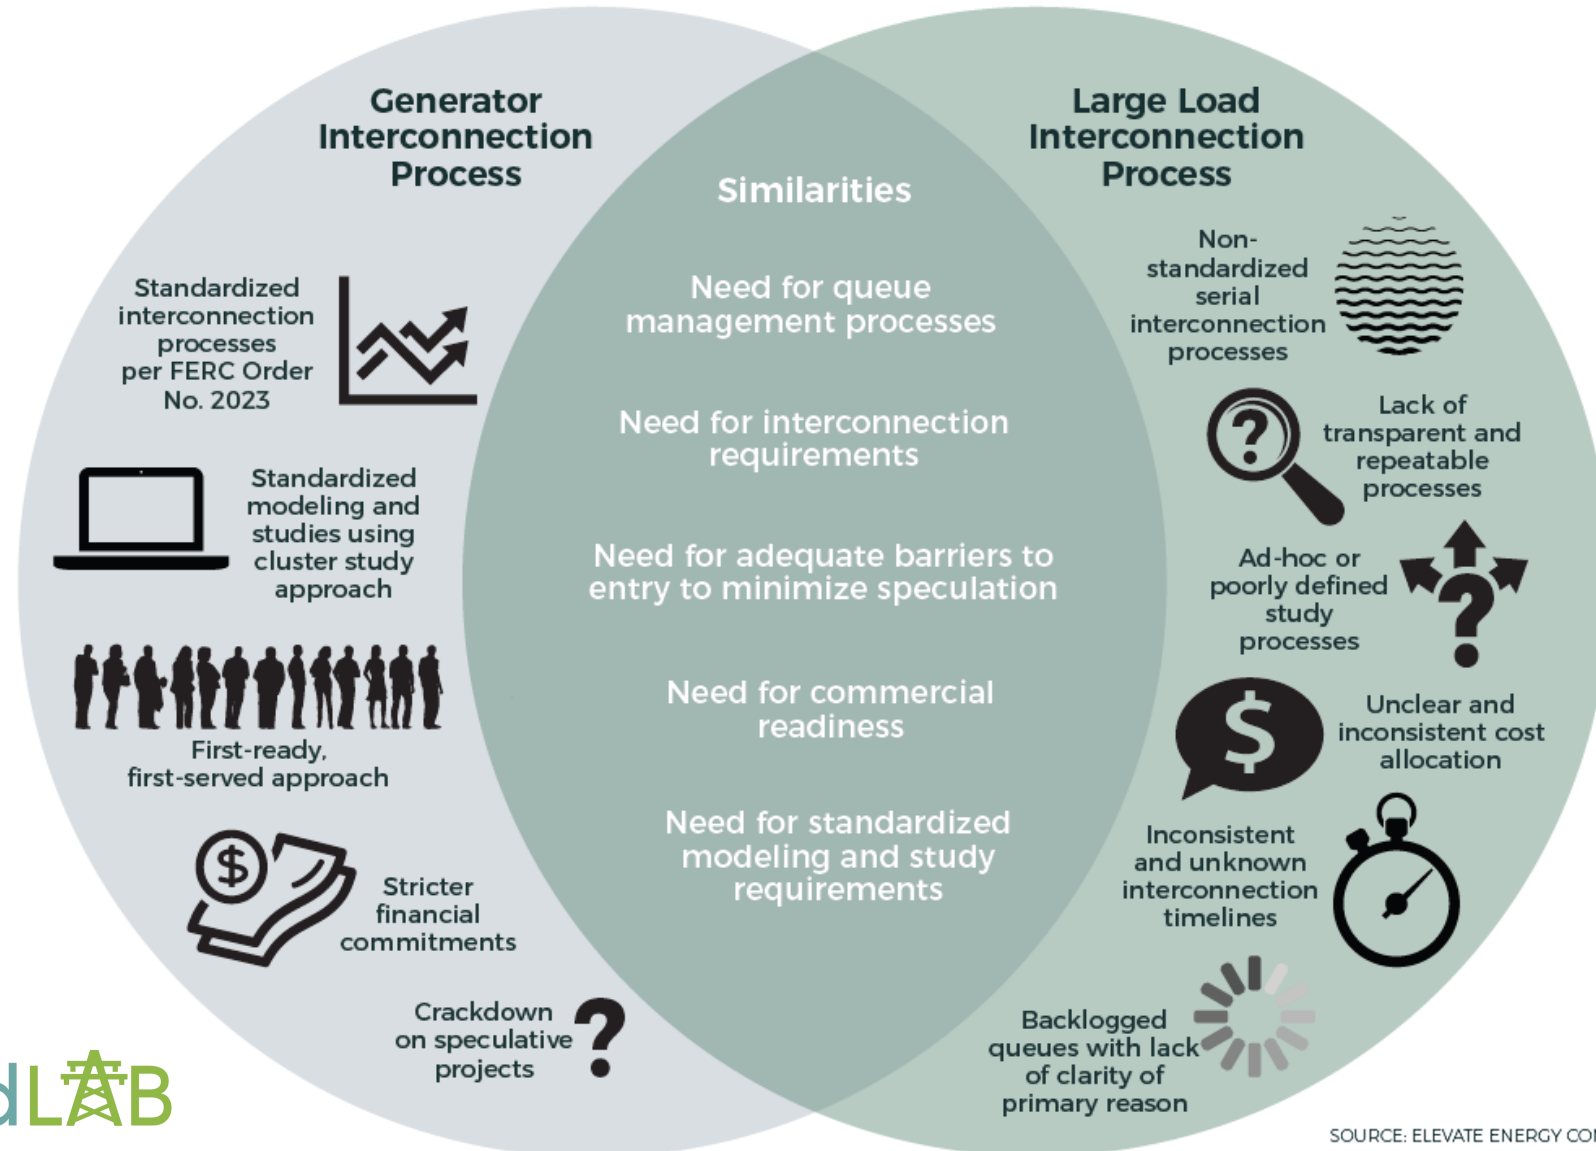 Generator
Interconnection
Process
Standardized
interconnection
processes
per FERC Order
No. 2023
Standardized
modeling and
studies using
cluster study
approach
First-ready,
first-served approach
$
Stricter
financial
commitments
Crackdown
on speculative
projects
?
Similarities
Need for queue
management processes
Need for interconnection
requirements
Need for adequate barriers to
entry to minimize speculation
Need for commercial
readiness
Need for standardized
modeling and study
requirements
Large Load
Interconnection
Process
Non-
standardized
serial
interconnection
processes
?
Lack of
transparent and
repeatable
processes
Ad-hoc or
poorly defined
study
processes
?
$
Unclear and
inconsistent cost
allocation
Inconsistent
and unknown
interconnection
timelines
Backlogged
queues with lack
of clarity of
primary reason
dLAB
SOURCE: ELEVATE ENERGY